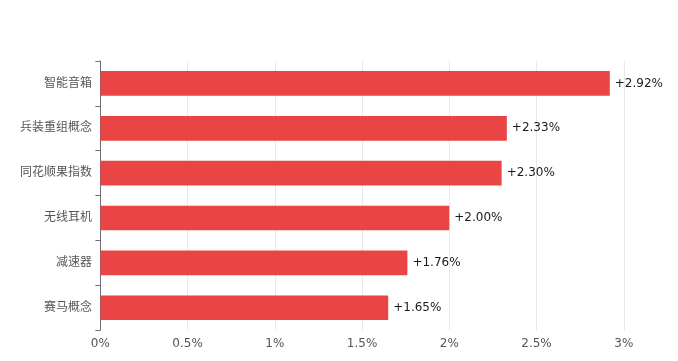 智能音箱 +2.92%
兵装重组概念 +2.33%
同花顺果指数 +2.30%
无线耳机 +2.00%
减速器 +1.76%
赛马概念 +1.65%
0% 0.5% 1% 1.5% 2% 2.5% 3%